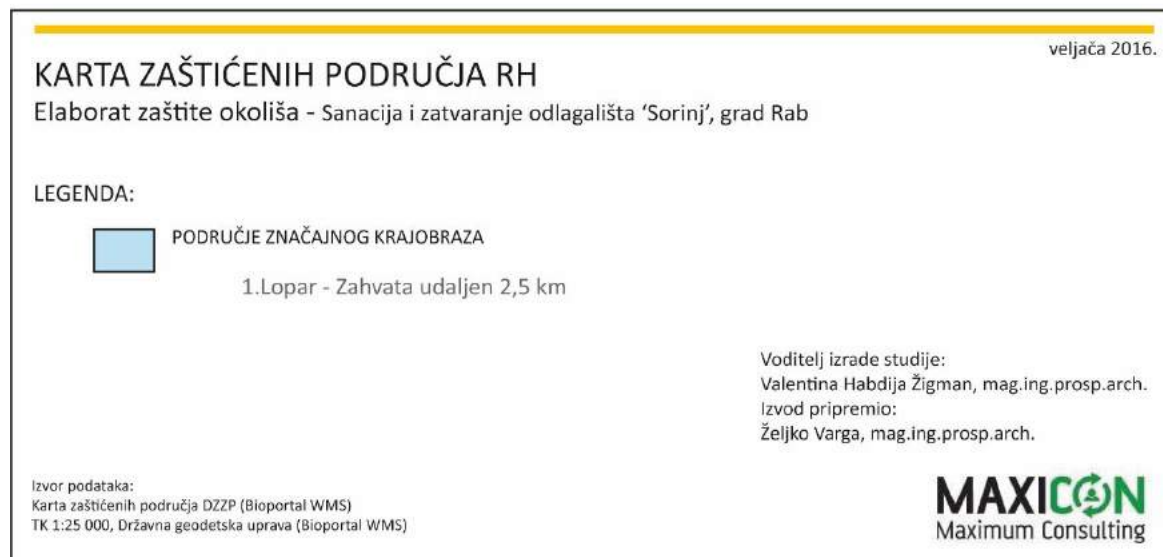 veljača 2016.
KARTA ZAŠTIĆENIH PODRUČJA RH
Elaborat zaštite okoliša - Sanacija i zatvaranje odlagališta ‘Sorinj’, grad Rab
LEGENDA:
PODRUČJE ZNAČAJNOG KRAJOBRAZA
1.Lopar - Zahvata udaljen 2,5 km
Voditelj izrade studije:
Valentina Habdija Žigman, mag.ing.prosp.arch.
Izvod pripremio:
Željko Varga, mag.ing.prosp.arch.
Izvor podataka:
Karta zaštićenih područja DZZP (Bioportal WMS)
TK 1:25 000, Državna geodetska uprava (Bioportal WMS)
MAXICON
Maximum Consulting